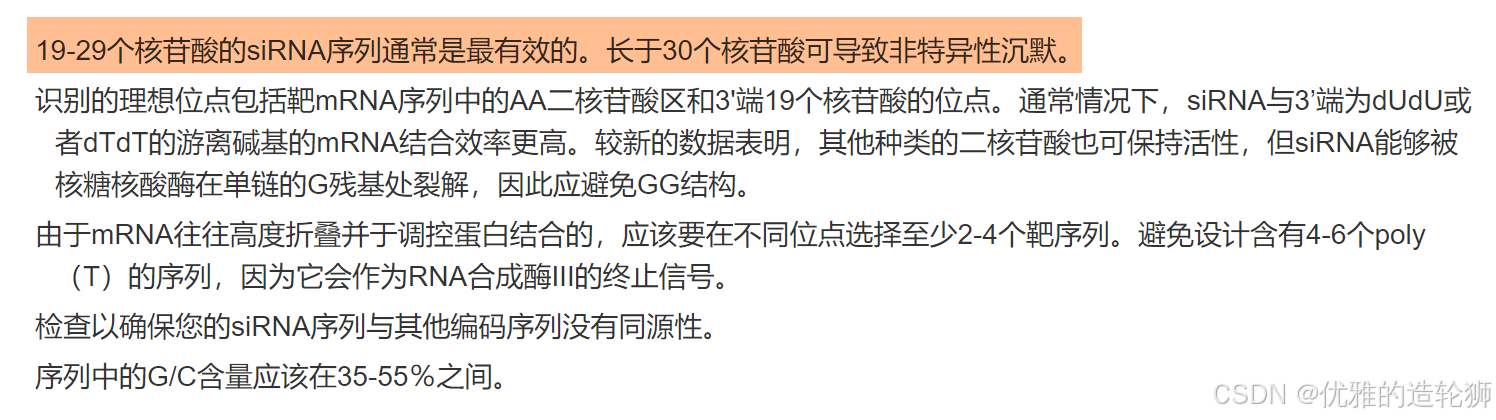 19-29个核苷酸的siRNA序列通常是最有效的。长于30个核苷酸可导致非特异性沉默。
识别的理想位点包括靶mRNA序列中的AA二核苷酸区和3'端19个核苷酸的位点。通常情况下，siRNA与3’端为dUdU或
者dTdT的游离碱基的mRNA结合效率更高。较新的数据表明，其他种类的二核苷酸也可保持活性，但siRNA能够被
核糖核酸酶在单链的G残基处裂解，因此应避免GG结构。
由于mRNA往往高度折叠并于调控蛋白结合的，应该要在不同位点选择至少2-4个靶序列。避免设计含有4-6个poly
（T）的序列，因为它会作为RNA合成酶III的终止信号。
检查以确保您的siRNA序列与其他编码序列没有同源性。
序列中的G/C含量应该在35-55％之间。
CSDN @优雅的造轮狮